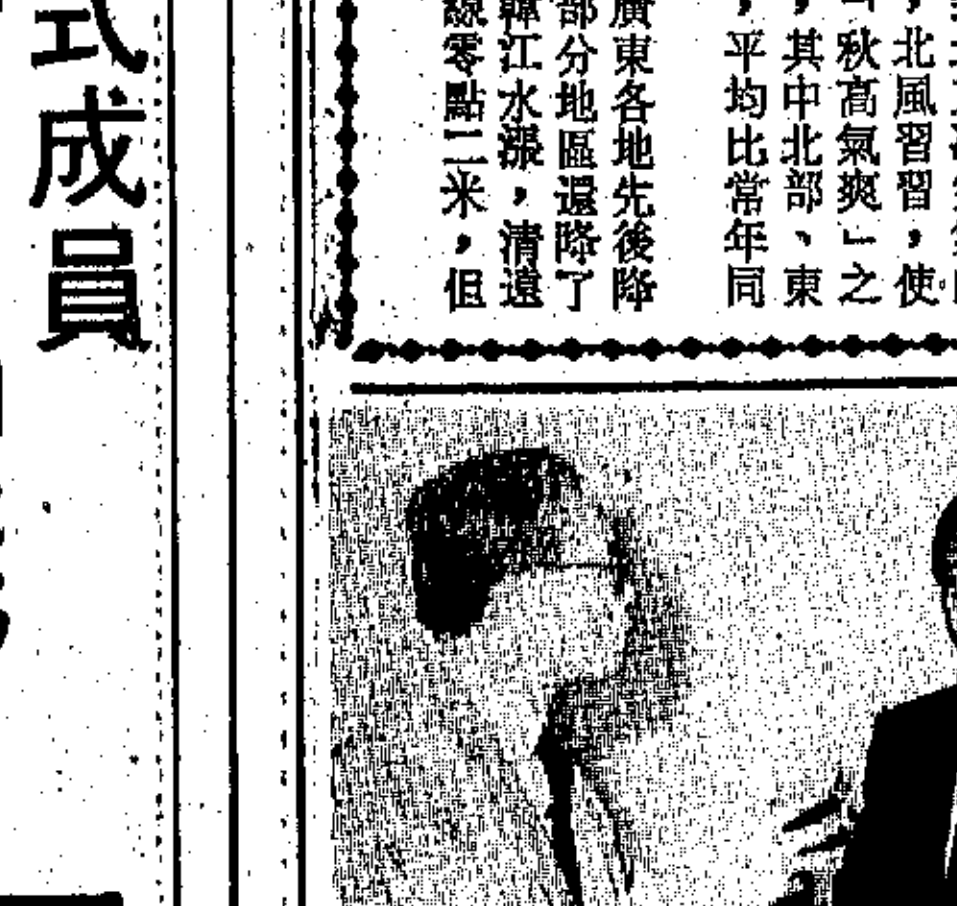 ，北風習習，使
「秋高氣爽」之
，其中北部、東
，平均比常年同
廣東各地先後降
部分地區還降了
韓江水漲，清遠
線零點二米，但
式成員